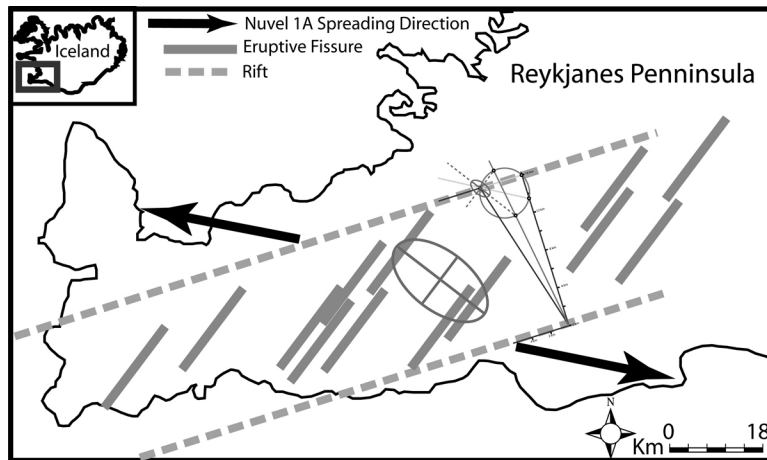 Iceland
Nuvel 1A Spreading Direction
Eruptive Fissure
Rift
Reykjanes Penninsula
N
0 18
Km